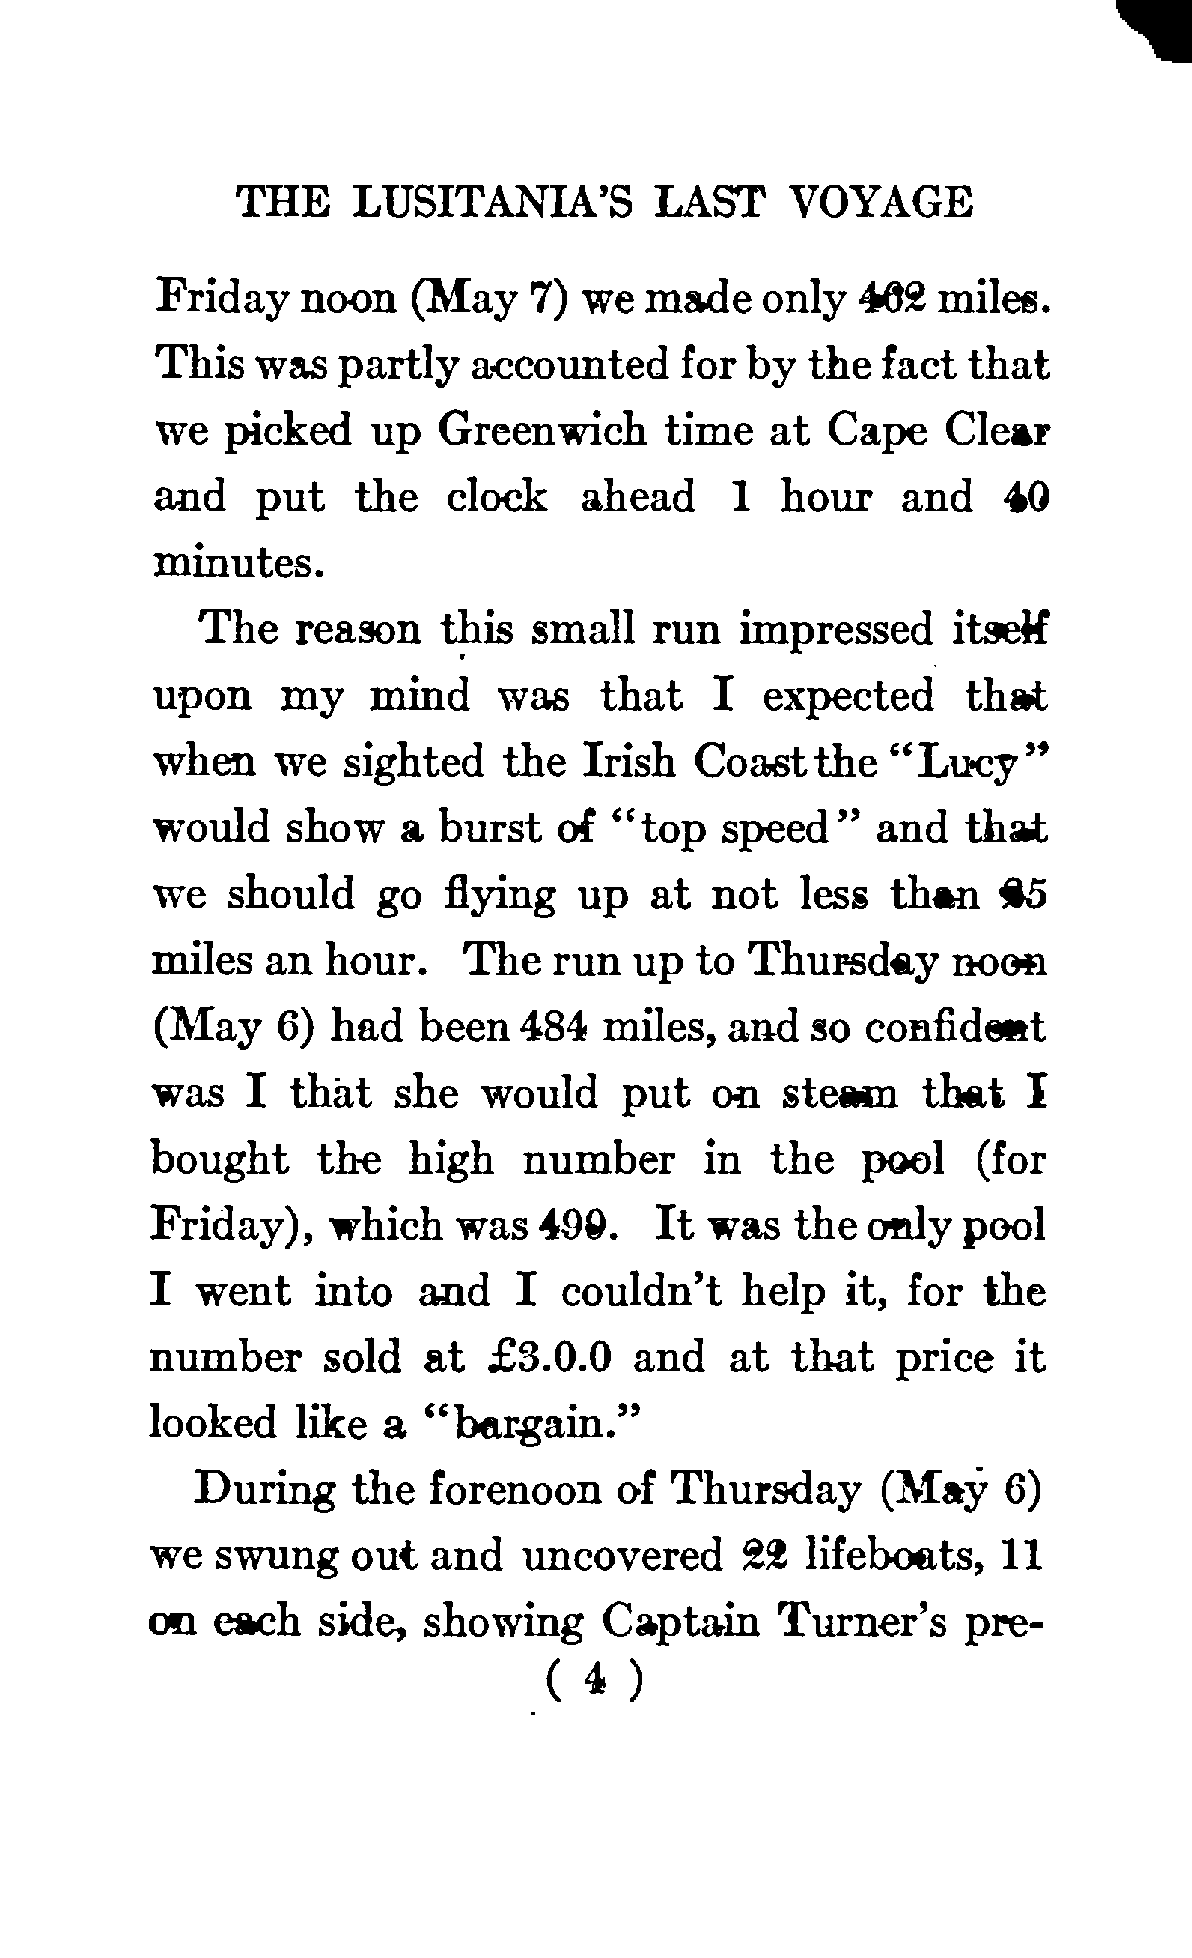 THE LUSITANIA'S LAST VOYAGE
Friday noon (May 7) we made only 462 miles.
This was partly accounted for by the fact that
we picked up Greenwich time at Cape Clear
and put the clock ahead 1 hour and 40
minutes.
The reason this small run impressed itself
upon my mind was that I expected that
when we sighted the Irish Coast the “Lucy”
would show a burst of “top speed” and that
we should go flying up at not less than 25
miles an hour. The run up to Thursday noon
(May 6) had been 484 miles, and so confident
was I that she would put on steam that I
bought the high number in the pool (for
Friday), which was 499. It was the only pool
I went into and I couldn't help it, for the
number sold at £3.0.0 and at that price it
looked like a “bargain.”
During the forenoon of Thursday (May 6)
we swung out and uncovered 22 lifeboats, 11
on each side, showing Captain Turner's pre-
( 4 )